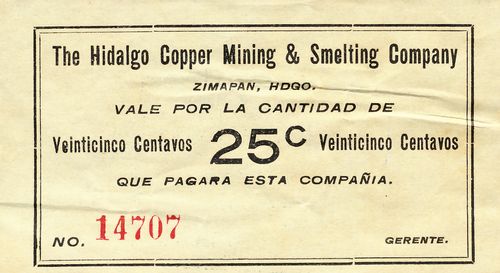 The Hidalgo Copper Mining & Smelting Company
ZIMAPAN, HDGO.
VALE POR LA CANTIDAD DE
Veinticinco Centavos 25c Veinticinco Centavos
QUE PAGARA ESTA COMPAÑIA.
NO. 14707 GERENTE.